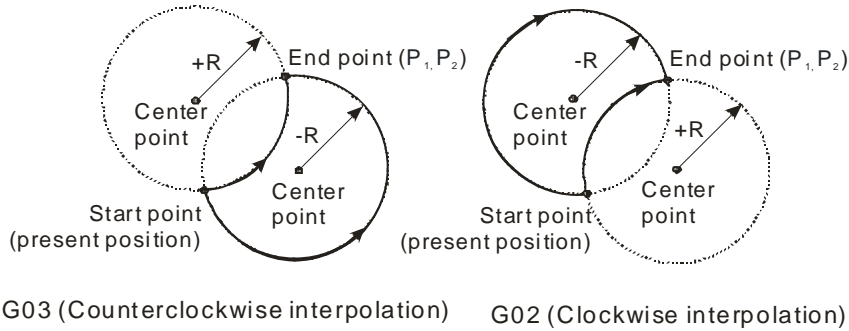 +R
End point (P₁, P₂)
Center
point
-R
Center
point
Start point
(present position)
G03 (Counterclockwise interpolation)
-R
End point (P₁, P₂)
Center
point
+R
Center
point
Start point
(present position)
G02 (Clockwise interpolation)